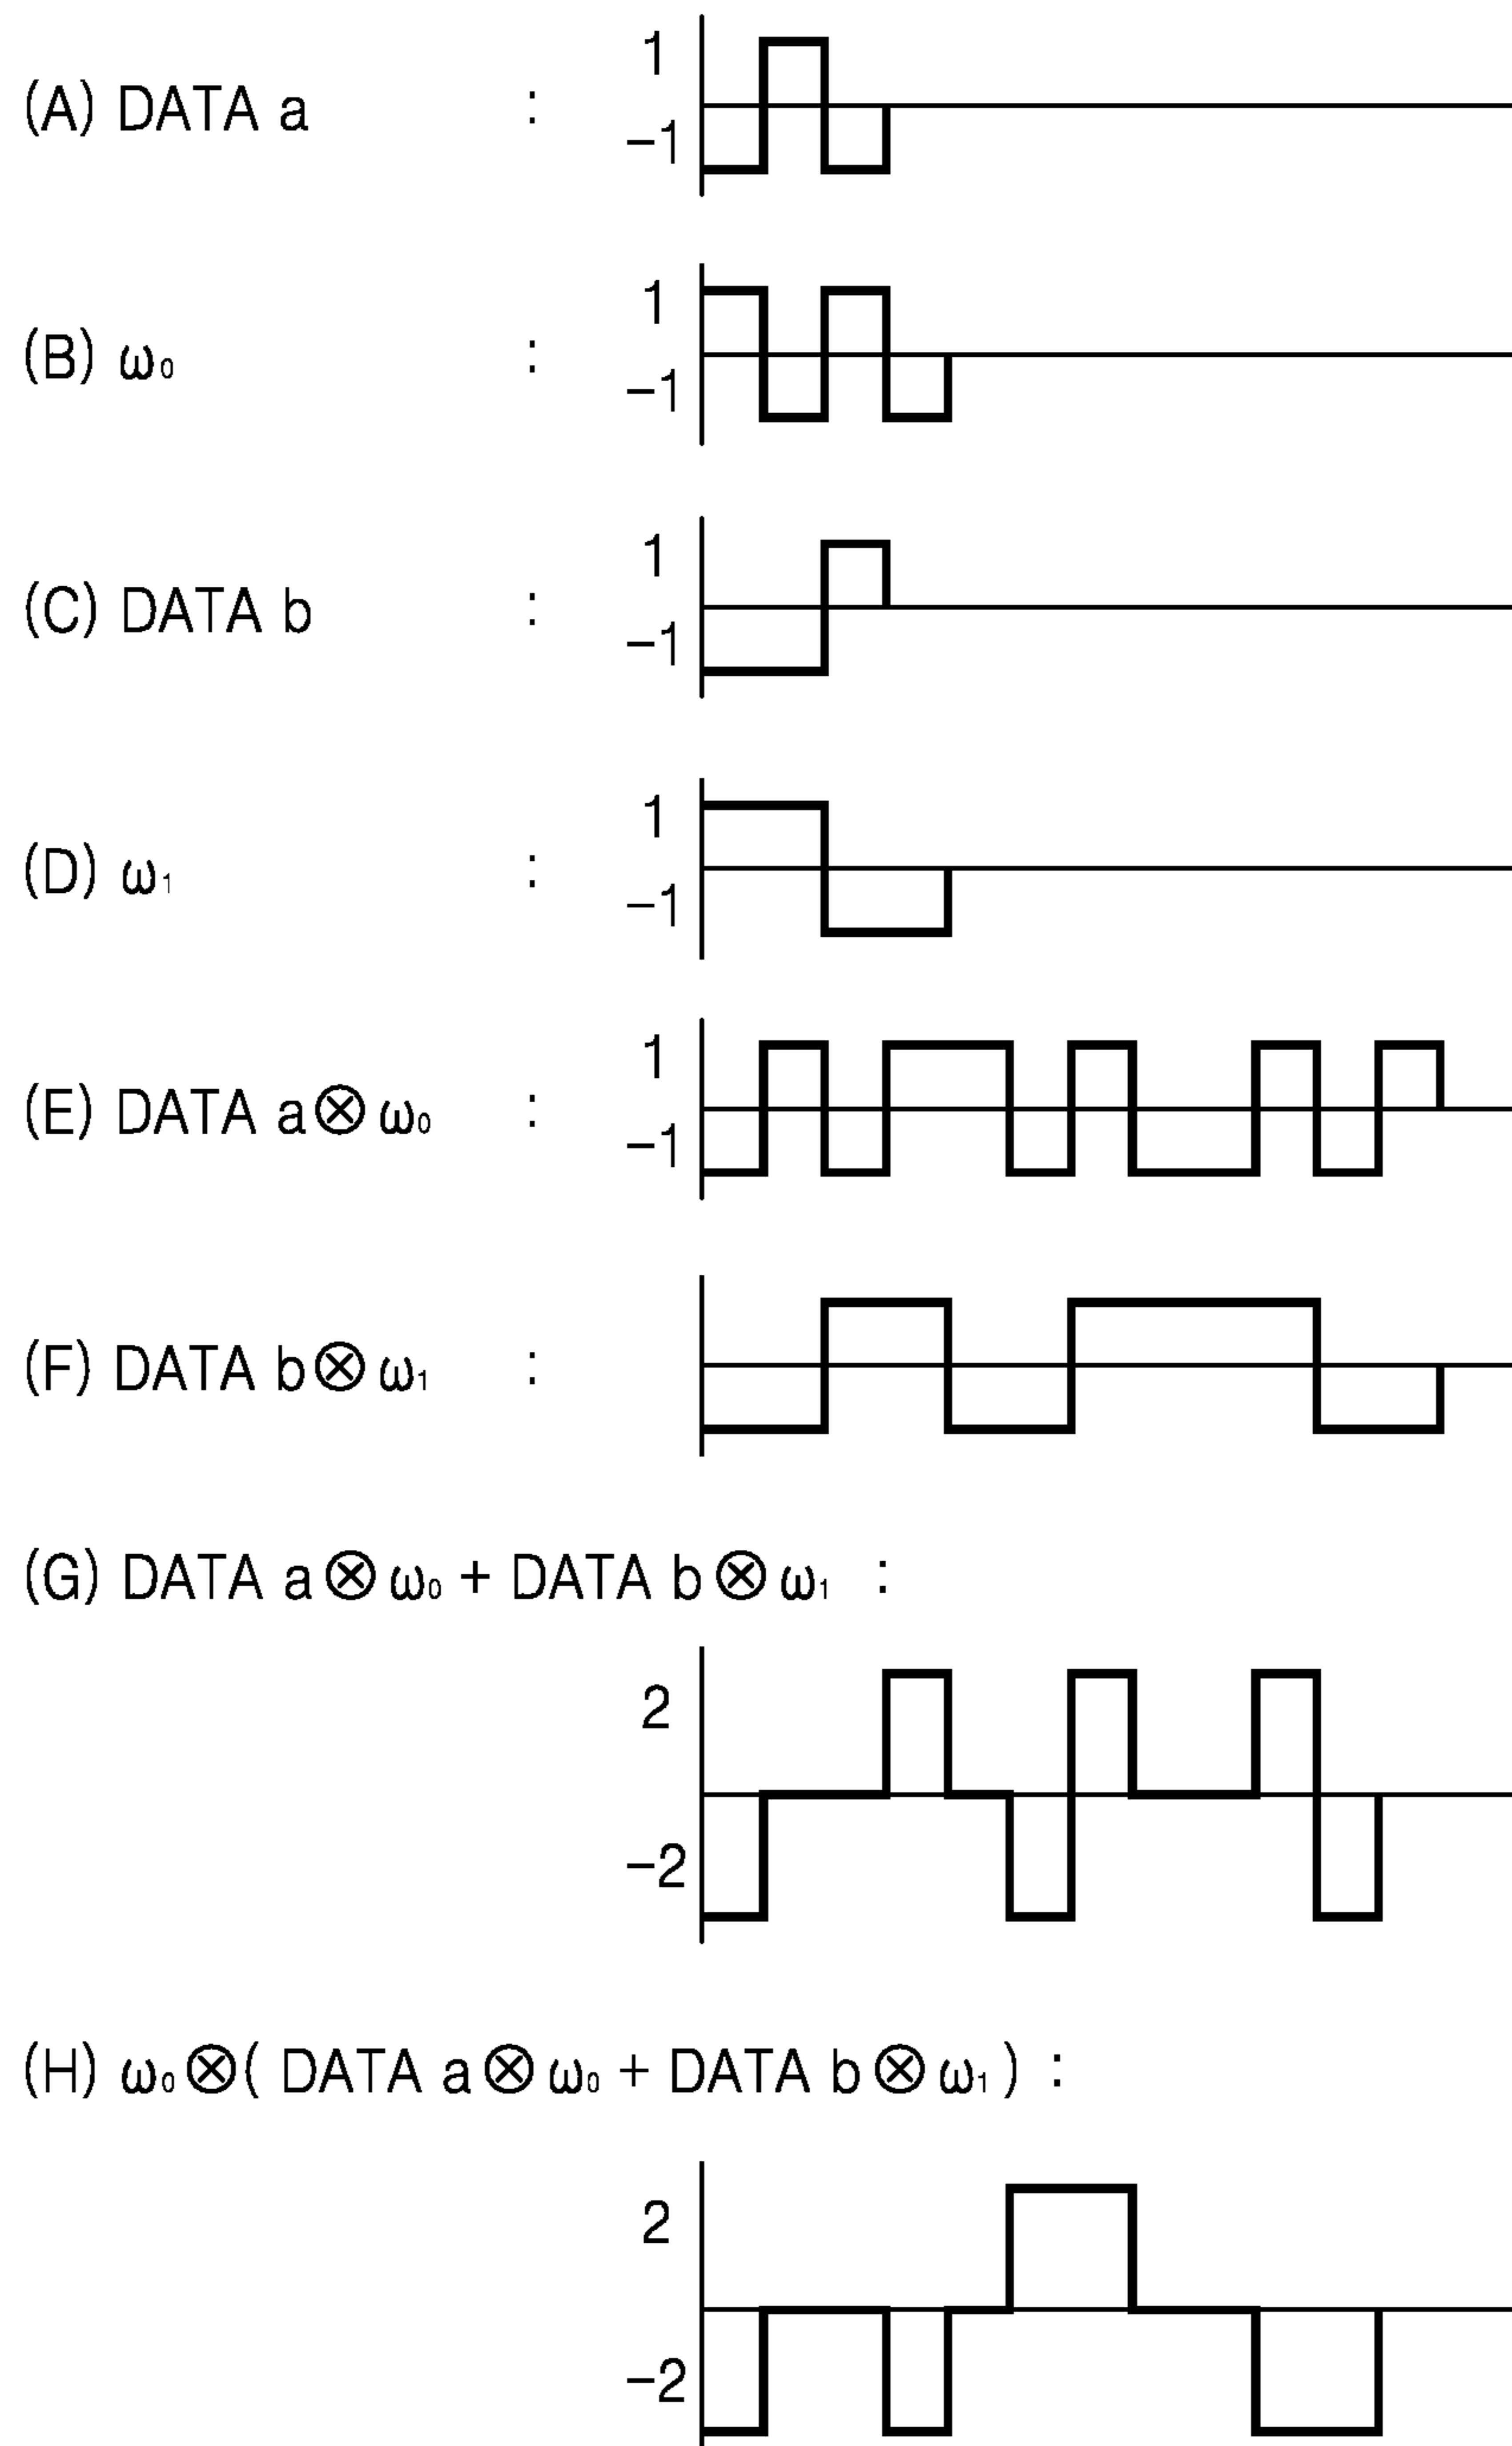 1
(A) DATA a :
−1
1
(B) ω₀ :
−1
1
(C) DATA b :
−1
1
(D) ω₁ :
−1
1
(E) DATA a⊗ω₀ :
−1
(F) DATA b⊗ω₁ :
(G) DATA a⊗ω₀ + DATA b⊗ω₁ :
2
−2
(H) ω₀⊗( DATA a⊗ω₀ + DATA b⊗ω₁ ) :
2
−2